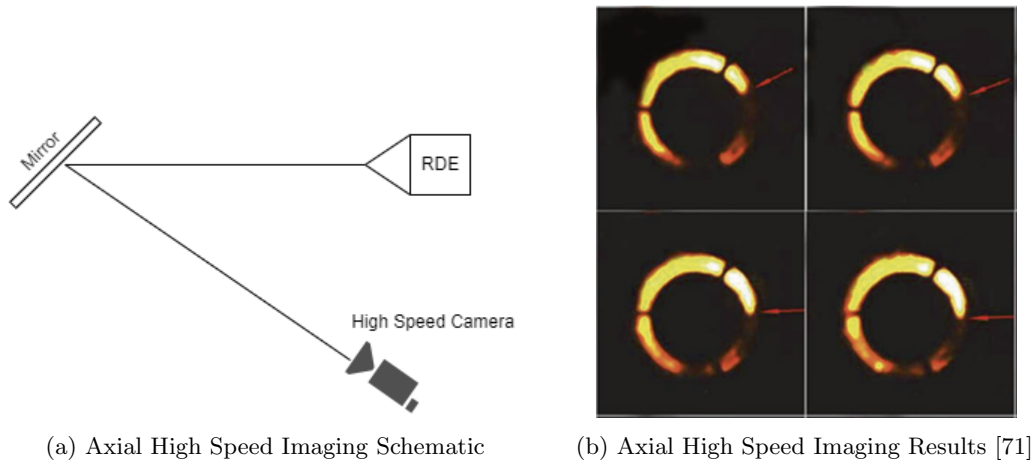 Mirror
RDE
High Speed Camera
(a) Axial High Speed Imaging Schematic
(b) Axial High Speed Imaging Results [71]